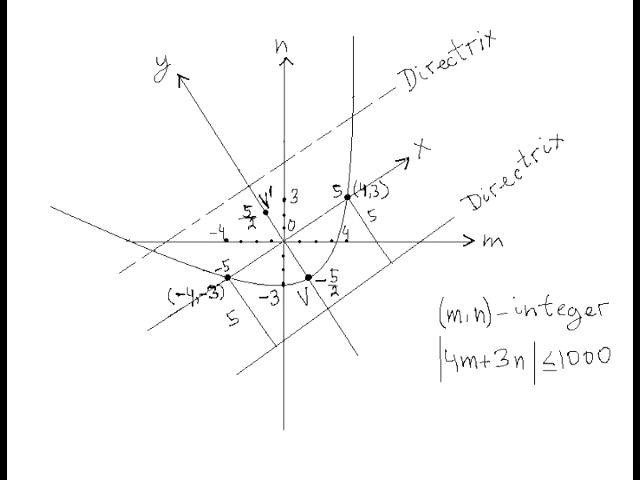 n
y
Directrix
x
Directrix
V'
5/2
3
5
(4,3)
5
0
-4
4
m
-5
(-4,-3)
-3
V
-5/2
5
(m,n)-integer
|4m+3n|≤1000